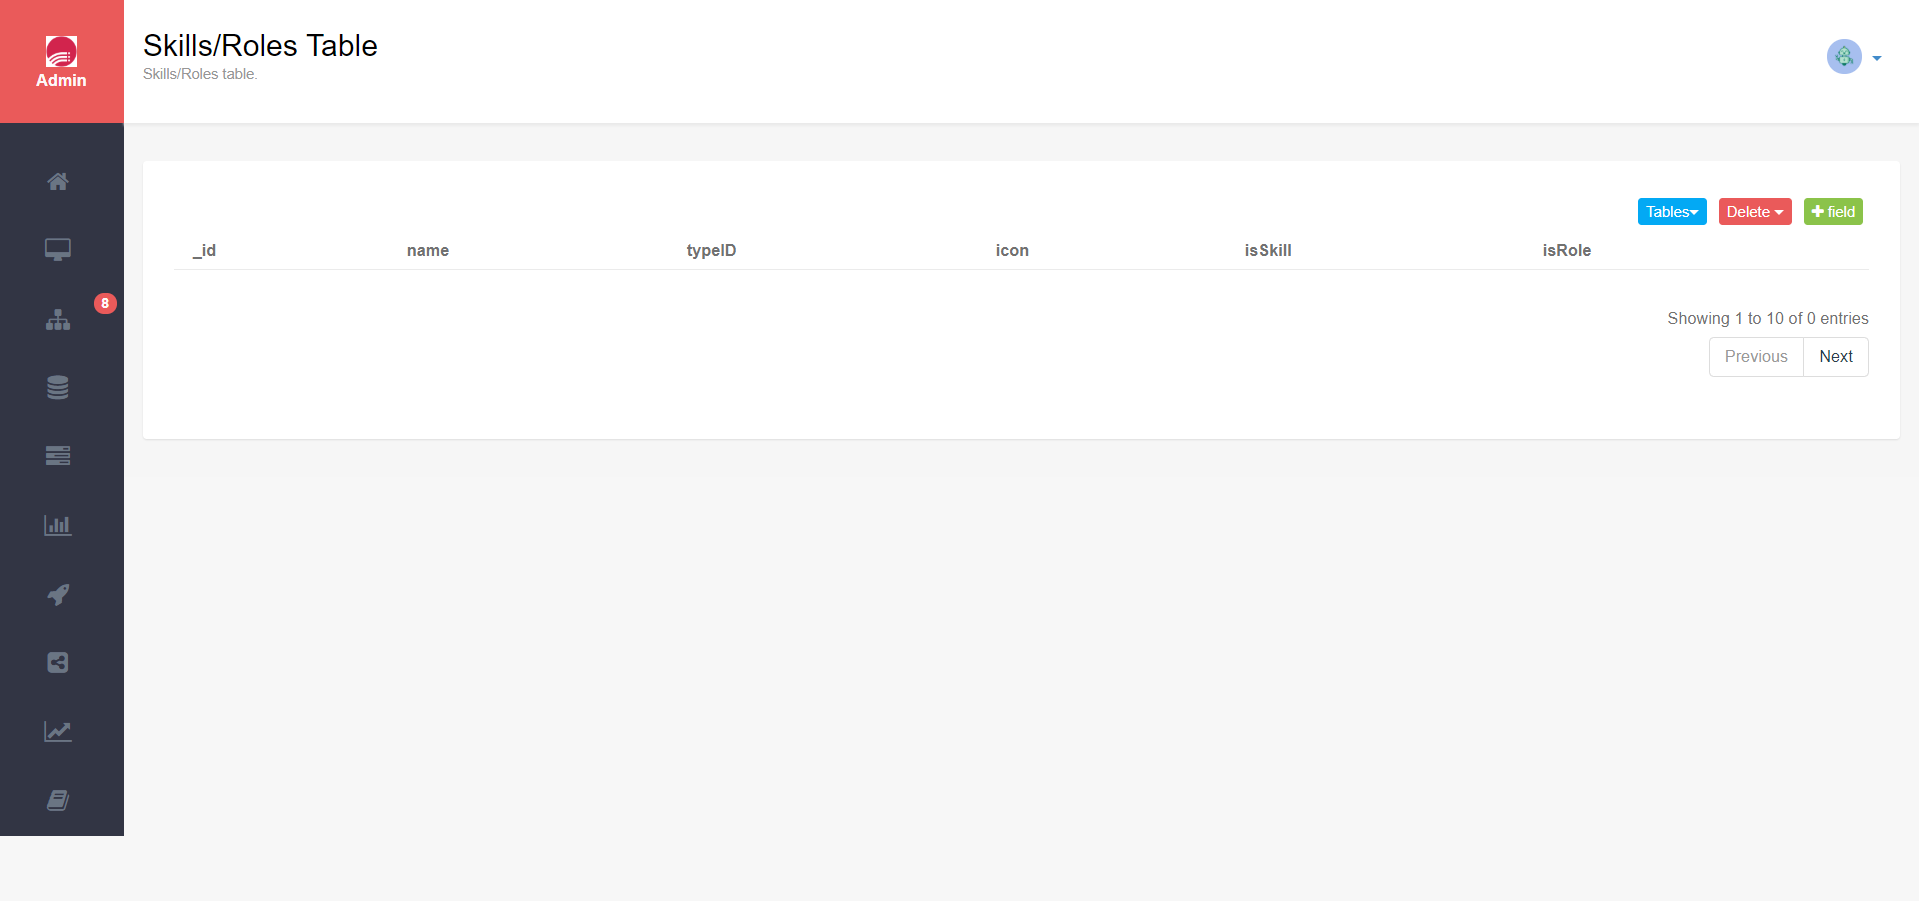 Admin
Skills/Roles Table
Skills/Roles table.
8
Tables Delete field
_id name typeID icon isSkill isRole
Showing 1 to 10 of 0 entries
Previous Next